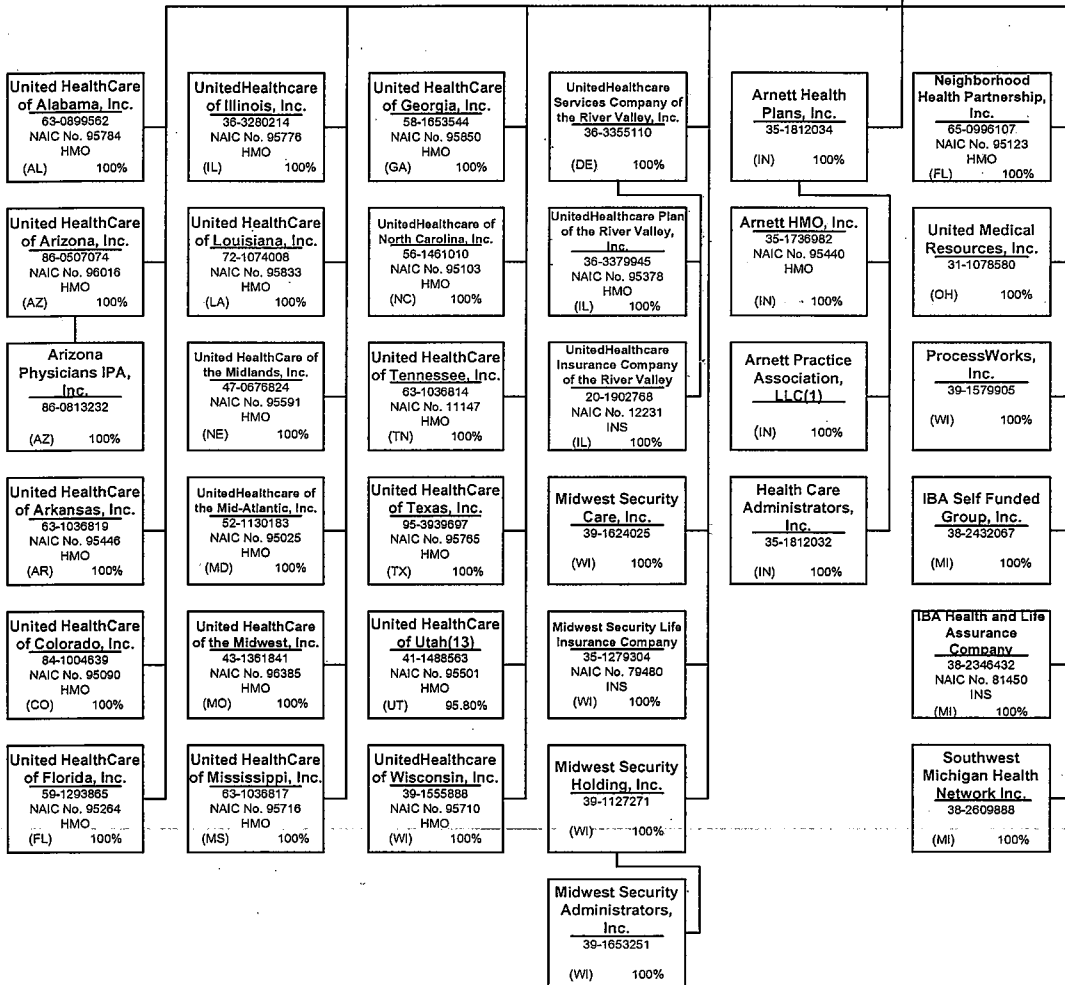 United HealthCare
of Alabama, Inc.
63-0899562
NAIC No. 95784
HMO
(AL) 100%
United HealthCare
of Arizona, Inc.
86-0507074
NAIC No. 96016
HMO
(AZ) 100%
Arizona
Physicians IPA,
Inc.
86-0813232
(AZ) 100%
United HealthCare
of Arkansas, Inc.
63-1036819
NAIC No. 95446
HMO
(AR) 100%
United HealthCare
of Colorado, Inc.
84-1004639
NAIC No. 95090
HMO
(CO) 100%
United HealthCare
of Florida, Inc.
59-1293865
NAIC No. 95264
HMO
(FL) 100%
UnitedHealthcare
of Illinois, Inc.
36-3280214
NAIC No. 95776
HMO
(IL) 100%
United HealthCare
of Louisiana, Inc.
72-1074008
NAIC No. 95833
HMO
(LA) 100%
United HealthCare of
the Midlands, Inc.
47-0676824
NAIC No. 95591
HMO
(NE) 100%
UnitedHealthcare of
the Mid-Atlantic, Inc.
52-1130183
NAIC No. 95025
HMO
(MD) 100%
United HealthCare
of the Midwest, Inc.
43-1361841
NAIC No. 96385
HMO
(MO) 100%
United HealthCare
of Mississippi, Inc.
63-1036817
NAIC No. 95716
HMO
(MS) 100%
United HealthCare
of Georgia, Inc.
58-1653544
NAIC No. 95850
HMO
(GA) 100%
UnitedHealthcare of
North Carolina, Inc.
56-1461010
NAIC No. 95103
HMO
(NC) 100%
United HealthCare
of Tennessee, Inc.
63-1036814
NAIC No. 11147
HMO
(TN) 100%
United HealthCare
of Texas, Inc.
95-3939697
NAIC No. 95765
HMO
(TX) 100%
United HealthCare
of Utah(13)
41-1488563
NAIC No. 95501
HMO
(UT) 95.80%
UnitedHealthcare
of Wisconsin, Inc.
39-1555888
NAIC No. 95710
HMO
(WI) 100%
UnitedHealthcare
Services Company of
the River Valley, Inc.
36-3355110
(DE) 100%
UnitedHealthcare Plan
of the River Valley,
Inc.
36-3379945
NAIC No. 95378
HMO
(IL) 100%
UnitedHealthcare
Insurance Company
of the River Valley
20-1902768
NAIC No. 12231
INS
(IL) 100%
Midwest Security
Care, Inc.
39-1624025
(WI) 100%
Midwest Security Life
Insurance Company
35-1279304
NAIC No. 79480
INS
(WI) 100%
Midwest Security
Holding, Inc.
39-1127271
(WI) 100%
Midwest Security
Administrators,
Inc.
39-1653251
(WI) 100%
Arnett Health
Plans, Inc.
35-1812034
(IN) 100%
Arnett HMO, Inc.
35-1736982
NAIC No. 95440
HMO
(IN) 100%
Arnett Practice
Association,
LLC(1)
(IN) 100%
Health Care
Administrators,
Inc.
35-1812032
(IN) 100%
Neighborhood
Health Partnership,
Inc.
65-0996107
NAIC No. 95123
HMO
(FL) 100%
United Medical
Resources, Inc.
31-1078580
(OH) 100%
ProcessWorks,
Inc.
39-1579905
(WI) 100%
IBA Self Funded
Group, Inc.
38-2432067
(MI) 100%
IBA Health and Life
Assurance
Company
38-2346432
NAIC No. 81450
INS
(MI) 100%
Southwest
Michigan Health
Network Inc.
38-2609888
(MI) 100%